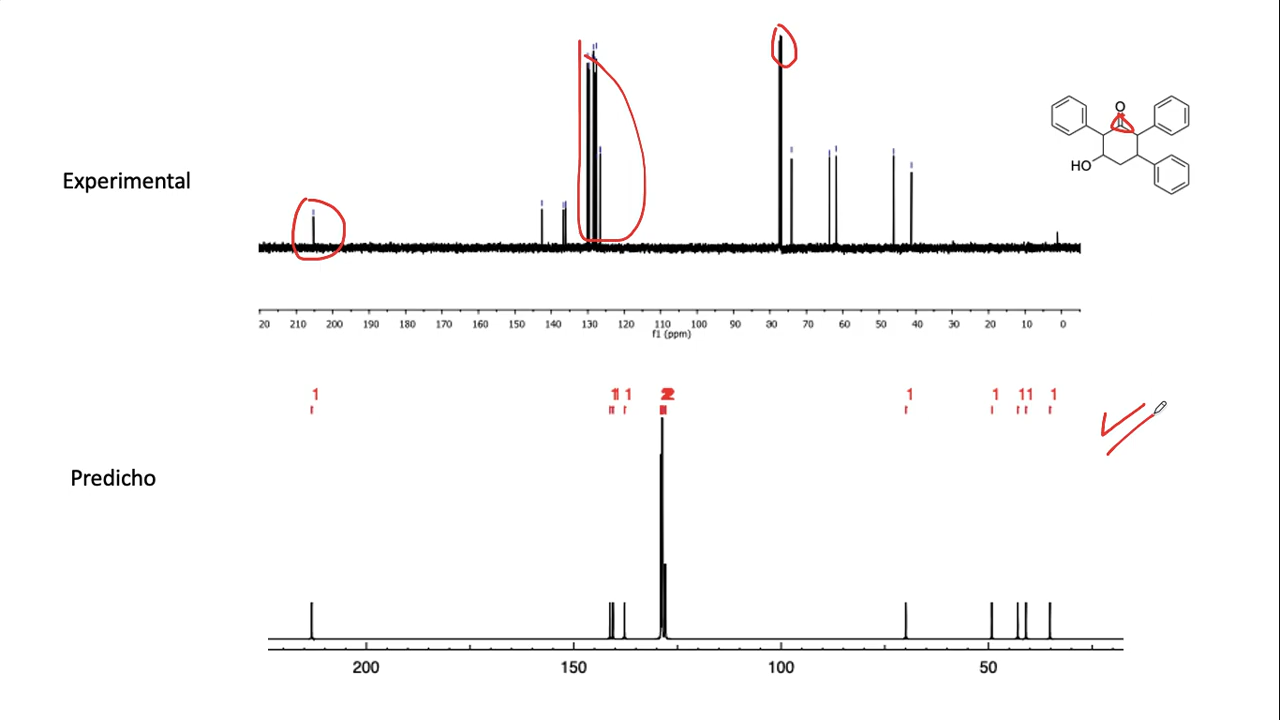 Experimental
O
HO
20 210 200 190 180 170 160 150 140 130 120 110 100 90 80 70 60 50 40 30 20 10 0
f1 (ppm)
1 1 1 1 1 1 1 1 1
Predicho
200 150 100 50